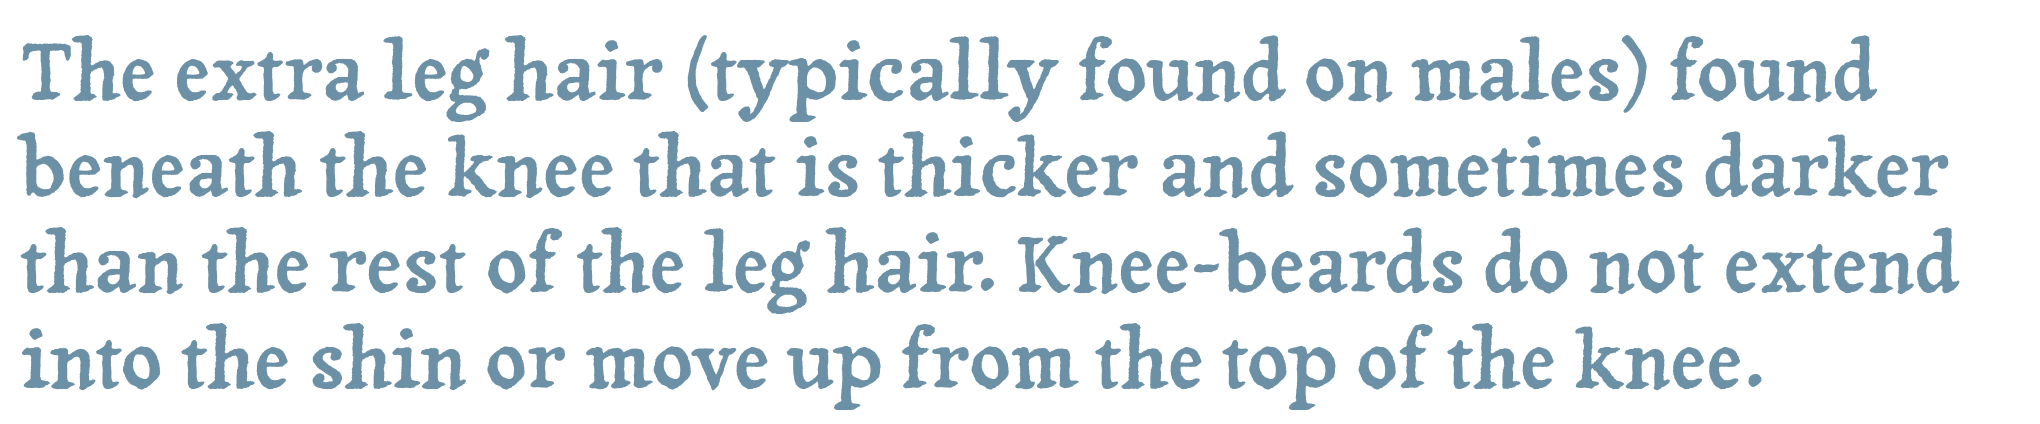 The extra leg hair (typically found on males) found
beneath the knee that is thicker and sometimes darker
than the rest of the leg hair. Knee-beards do not extend
into the shin or move up from the top of the knee.